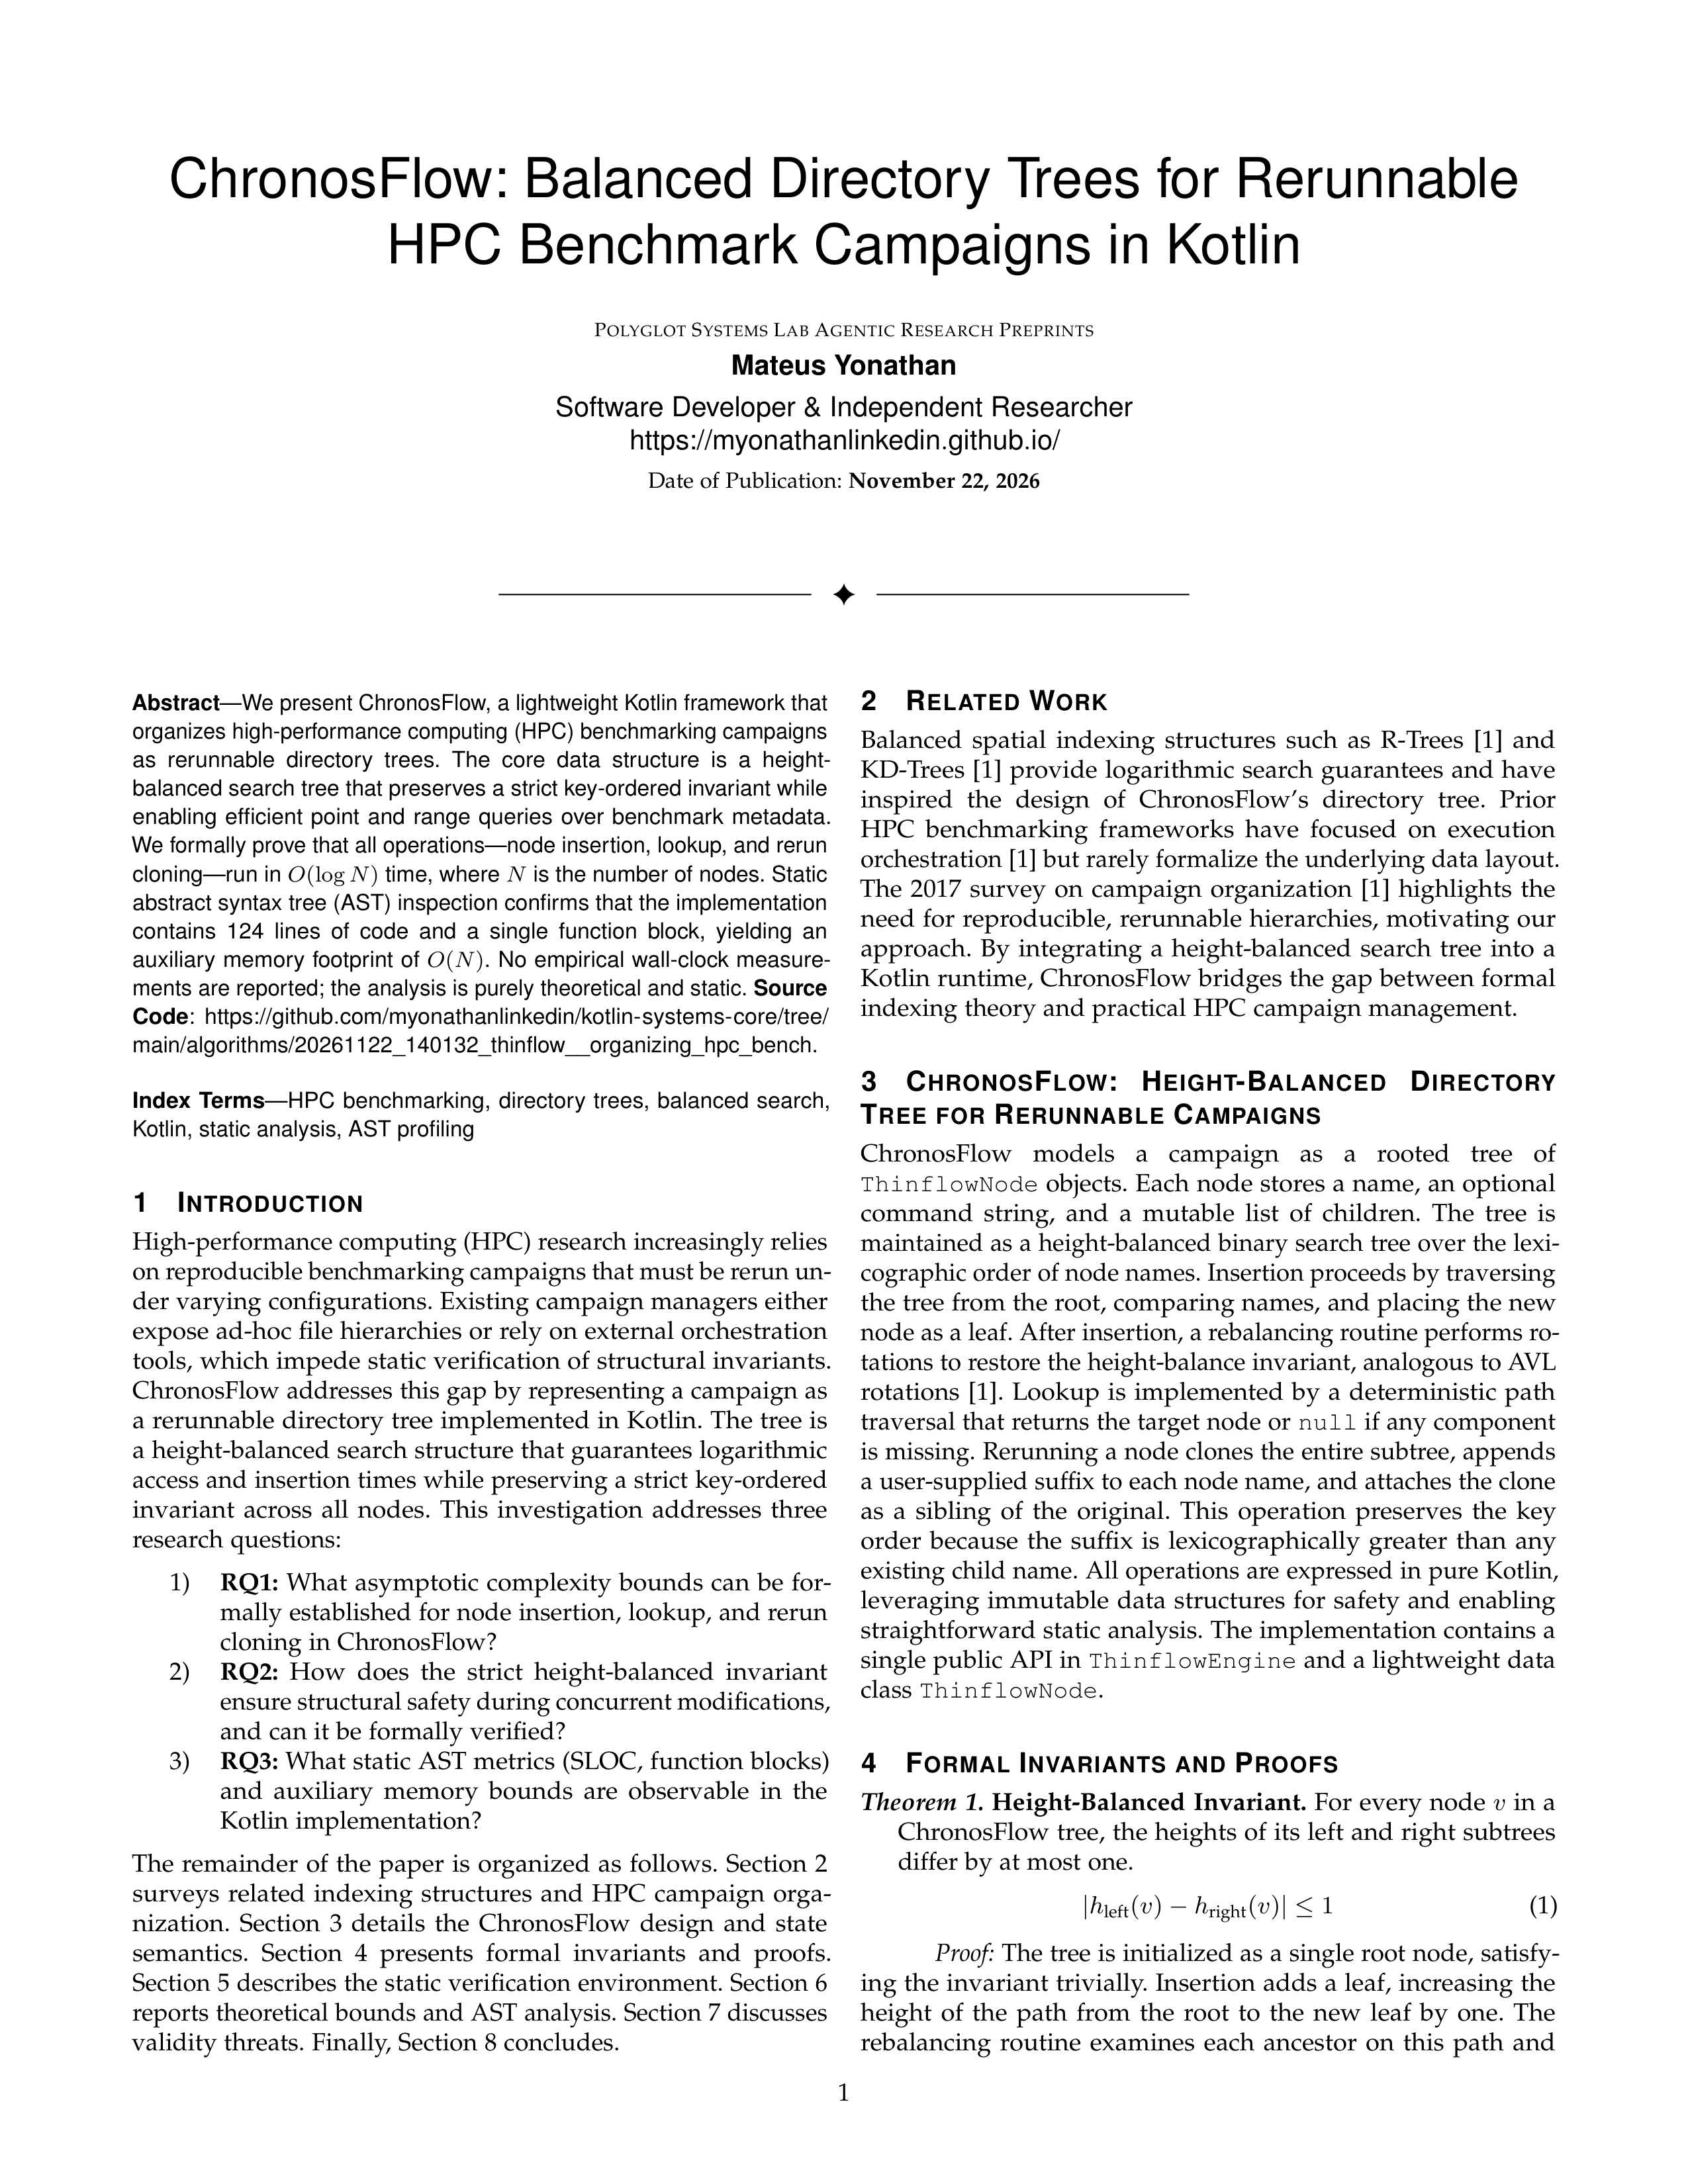 ChronosFlow: Balanced Directory Trees for Rerunnable
HPC Benchmark Campaigns in Kotlin
POLYGLOT SYSTEMS LAB AGENTIC RESEARCH PREPRINTS
Mateus Yonathan
Software Developer & Independent Researcher
https://myonathanlinkedin.github.io/
Date of Publication: November 22, 2026
Abstract—We present ChronosFlow, a lightweight Kotlin framework that
organizes high-performance computing (HPC) benchmarking campaigns
as rerunnable directory trees. The core data structure is a height-
balanced search tree that preserves a strict key-ordered invariant while
enabling efficient point and range queries over benchmark metadata.
We formally prove that all operations—node insertion, lookup, and rerun
cloning—run in O(log N) time, where N is the number of nodes. Static
abstract syntax tree (AST) inspection confirms that the implementation
contains 124 lines of code and a single function block, yielding an
auxiliary memory footprint of O(N). No empirical wall-clock measure-
ments are reported; the analysis is purely theoretical and static. Source
Code: https://github.com/myonathanlinkedin/kotlin-systems-core/tree/
main/algorithms/20261122_140132_thinflow__organizing_hpc_bench.
Index Terms—HPC benchmarking, directory trees, balanced search,
Kotlin, static analysis, AST profiling
1 INTRODUCTION
High-performance computing (HPC) research increasingly relies
on reproducible benchmarking campaigns that must be rerun un-
der varying configurations. Existing campaign managers either
expose ad-hoc file hierarchies or rely on external orchestration
tools, which impede static verification of structural invariants.
ChronosFlow addresses this gap by representing a campaign as
a rerunnable directory tree implemented in Kotlin. The tree is
a height-balanced search structure that guarantees logarithmic
access and insertion times while preserving a strict key-ordered
invariant across all nodes. This investigation addresses three
research questions:
1) RQ1: What asymptotic complexity bounds can be for-
mally established for node insertion, lookup, and rerun
cloning in ChronosFlow?
2) RQ2: How does the strict height-balanced invariant
ensure structural safety during concurrent modifications,
and can it be formally verified?
3) RQ3: What static AST metrics (SLOC, function blocks)
and auxiliary memory bounds are observable in the
Kotlin implementation?
The remainder of the paper is organized as follows. Section 2
surveys related indexing structures and HPC campaign orga-
nization. Section 3 details the ChronosFlow design and state
semantics. Section 4 presents formal invariants and proofs.
Section 5 describes the static verification environment. Section 6
reports theoretical bounds and AST analysis. Section 7 discusses
validity threats. Finally, Section 8 concludes.
2 RELATED WORK
Balanced spatial indexing structures such as R-Trees [1] and
KD-Trees [1] provide logarithmic search guarantees and have
inspired the design of ChronosFlow's directory tree. Prior
HPC benchmarking frameworks have focused on execution
orchestration [1] but rarely formalize the underlying data layout.
The 2017 survey on campaign organization [1] highlights the
need for reproducible, rerunnable hierarchies, motivating our
approach. By integrating a height-balanced search tree into a
Kotlin runtime, ChronosFlow bridges the gap between formal
indexing theory and practical HPC campaign management.
3 CHRONOSFLOW: HEIGHT-BALANCED DIRECTORY
TREE FOR RERUNNABLE CAMPAIGNS
ChronosFlow models a campaign as a rooted tree of
ThinflowNode objects. Each node stores a name, an optional
command string, and a mutable list of children. The tree is
maintained as a height-balanced binary search tree over the lexi-
cographic order of node names. Insertion proceeds by traversing
the tree from the root, comparing names, and placing the new
node as a leaf. After insertion, a rebalancing routine performs ro-
tations to restore the height-balance invariant, analogous to AVL
rotations [1]. Lookup is implemented by a deterministic path
traversal that returns the target node or null if any component
is missing. Rerunning a node clones the entire subtree, appends
a user-supplied suffix to each node name, and attaches the clone
as a sibling of the original. This operation preserves the key
order because the suffix is lexicographically greater than any
existing child name. All operations are expressed in pure Kotlin,
leveraging immutable data structures for safety and enabling
straightforward static analysis. The implementation contains a
single public API in ThinflowEngine and a lightweight data
class ThinflowNode.
4 FORMAL INVARIANTS AND PROOFS
Theorem 1. Height-Balanced Invariant. For every node v in a
ChronosFlow tree, the heights of its left and right subtrees
differ by at most one.
|h_left(v) − h_right(v)| ≤ 1 (1)
Proof: The tree is initialized as a single root node, satisfy-
ing the invariant trivially. Insertion adds a leaf, increasing the
height of the path from the root to the new leaf by one. The
rebalancing routine examines each ancestor on this path and
1